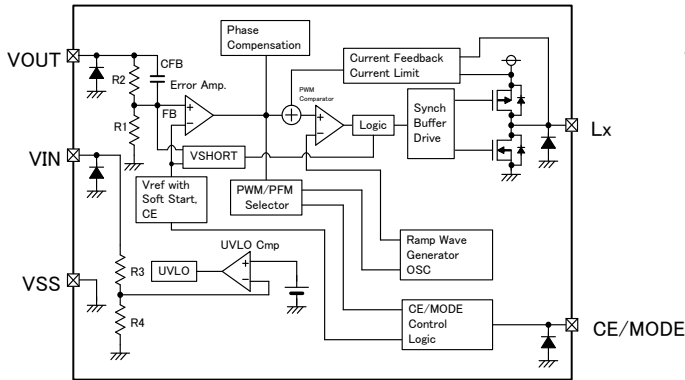 Phase
Compensation
VOUT
CFB
R2
Error Amp.
Current Feedback
Current Limit
PWM
Comparator
FB
R1
Logic
Synch
Buffer
Drive
Lx
VIN
VSHORT
Vref with
Soft Start,
CE
PWM/PFM
Selector
UVLO Cmp
Ramp Wave
Generator
OSC
R3
UVLO
VSS
R4
CE/MODE
Control
Logic
CE/MODE